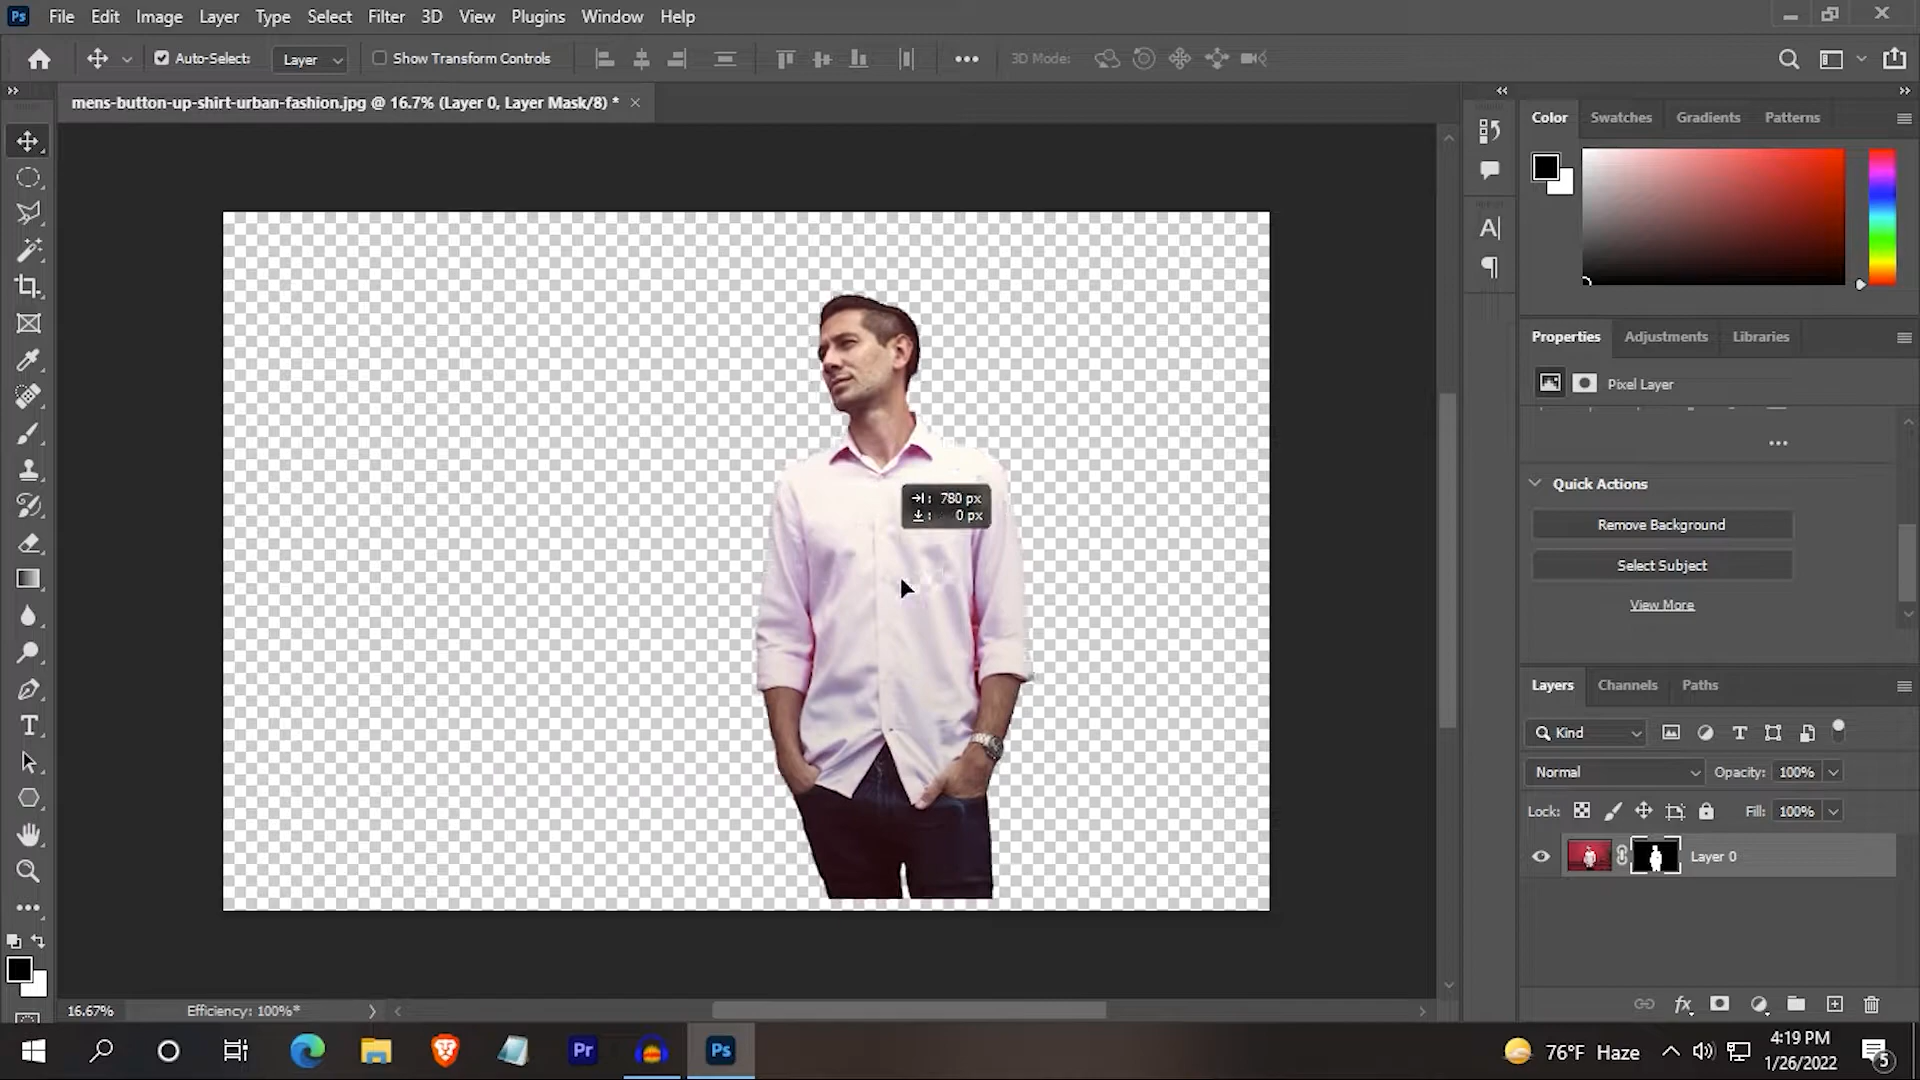 Ps File Edit Image Layer Type Select Filter 3D View Plugins Window Help
Auto-Select: Layer Show Transform Controls 3D Mode:
mens-button-up-shirt-urban-fashion.jpg @ 16.7% (Layer 0, Layer Mask/8) *
Color Swatches Gradients Patterns
Properties Adjustments Libraries
Pixel Layer
Quick Actions
Remove Background
Select Subject
View More
780 px
0 px
Layers Channels Paths
Kind
Normal Opacity: 100%
Lock: Fill: 100%
Layer 0
16.67% Efficiency: 100%*
Pr Ps
76°F Haze
4:19 PM
1/26/2022
5